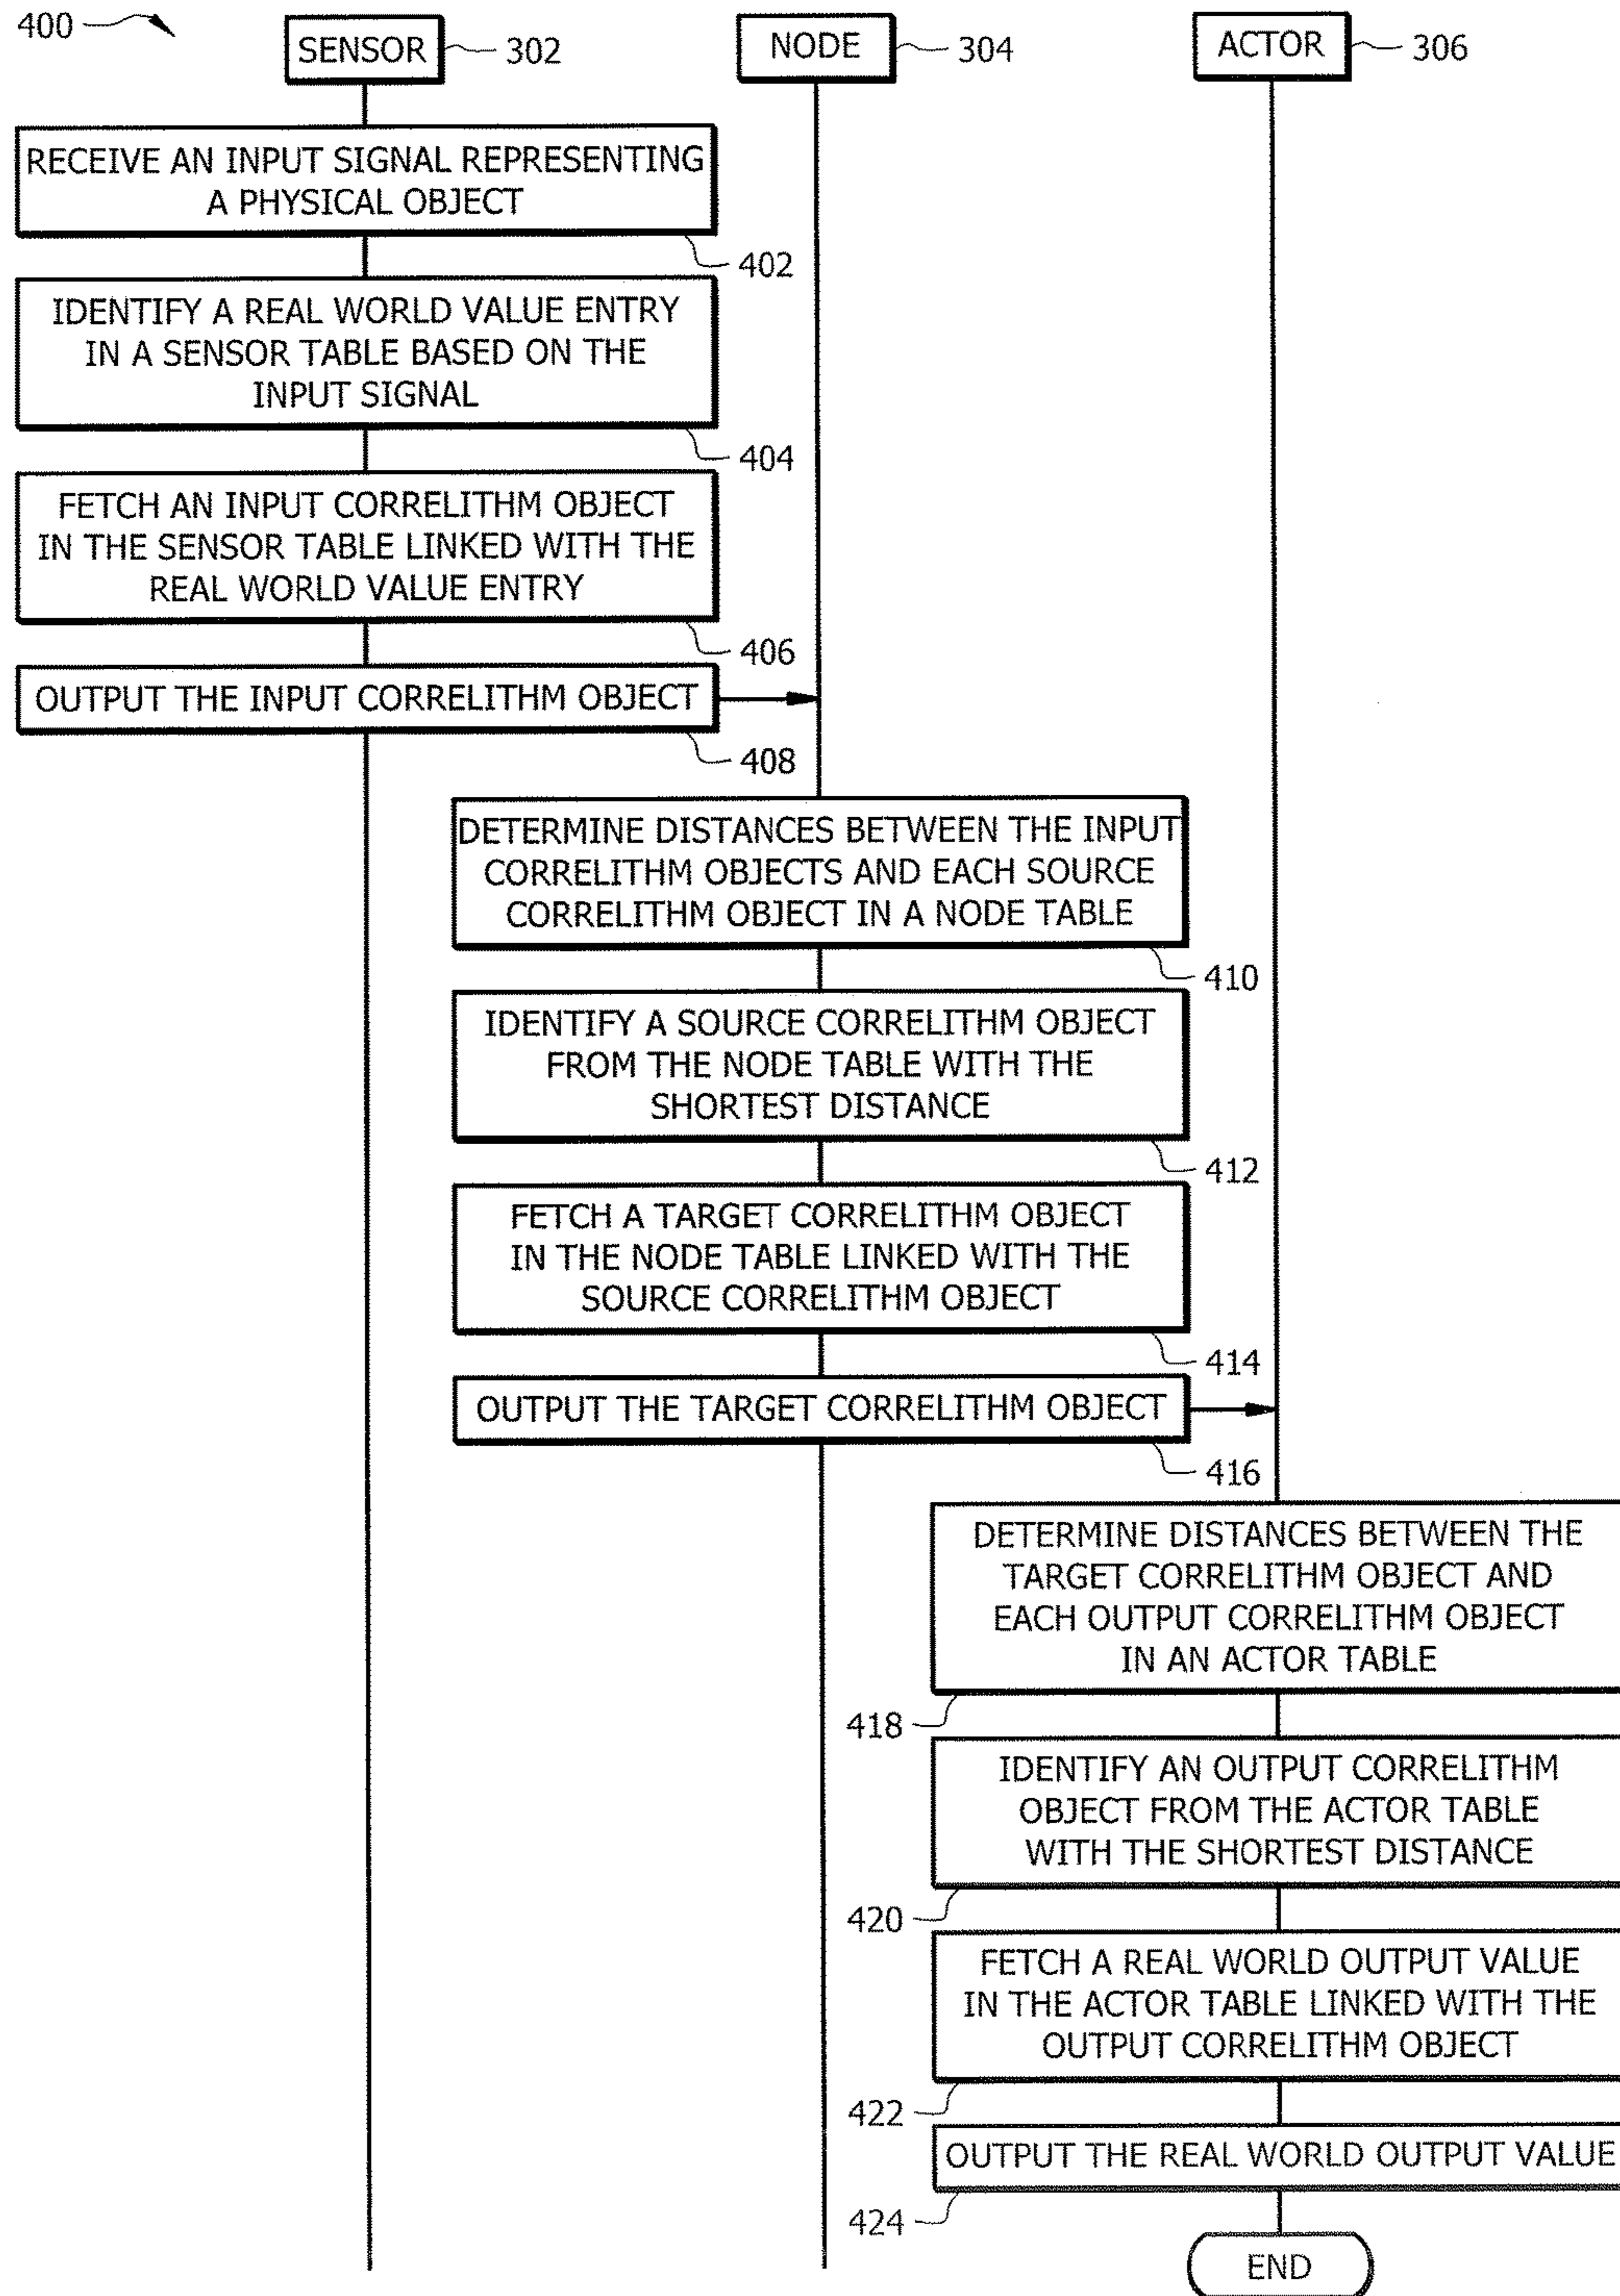 400
SENSOR
302
NODE
304
ACTOR
306
RECEIVE AN INPUT SIGNAL REPRESENTING
A PHYSICAL OBJECT
402
IDENTIFY A REAL WORLD VALUE ENTRY
IN A SENSOR TABLE BASED ON THE
INPUT SIGNAL
404
FETCH AN INPUT CORRELITHM OBJECT
IN THE SENSOR TABLE LINKED WITH THE
REAL WORLD VALUE ENTRY
406
OUTPUT THE INPUT CORRELITHM OBJECT
408
DETERMINE DISTANCES BETWEEN THE INPUT
CORRELITHM OBJECTS AND EACH SOURCE
CORRELITHM OBJECT IN A NODE TABLE
410
IDENTIFY A SOURCE CORRELITHM OBJECT
FROM THE NODE TABLE WITH THE
SHORTEST DISTANCE
412
FETCH A TARGET CORRELITHM OBJECT
IN THE NODE TABLE LINKED WITH THE
SOURCE CORRELITHM OBJECT
414
OUTPUT THE TARGET CORRELITHM OBJECT
416
DETERMINE DISTANCES BETWEEN THE
TARGET CORRELITHM OBJECT AND
EACH OUTPUT CORRELITHM OBJECT
IN AN ACTOR TABLE
418
IDENTIFY AN OUTPUT CORRELITHM
OBJECT FROM THE ACTOR TABLE
WITH THE SHORTEST DISTANCE
420
FETCH A REAL WORLD OUTPUT VALUE
IN THE ACTOR TABLE LINKED WITH THE
OUTPUT CORRELITHM OBJECT
422
OUTPUT THE REAL WORLD OUTPUT VALUE
424
END